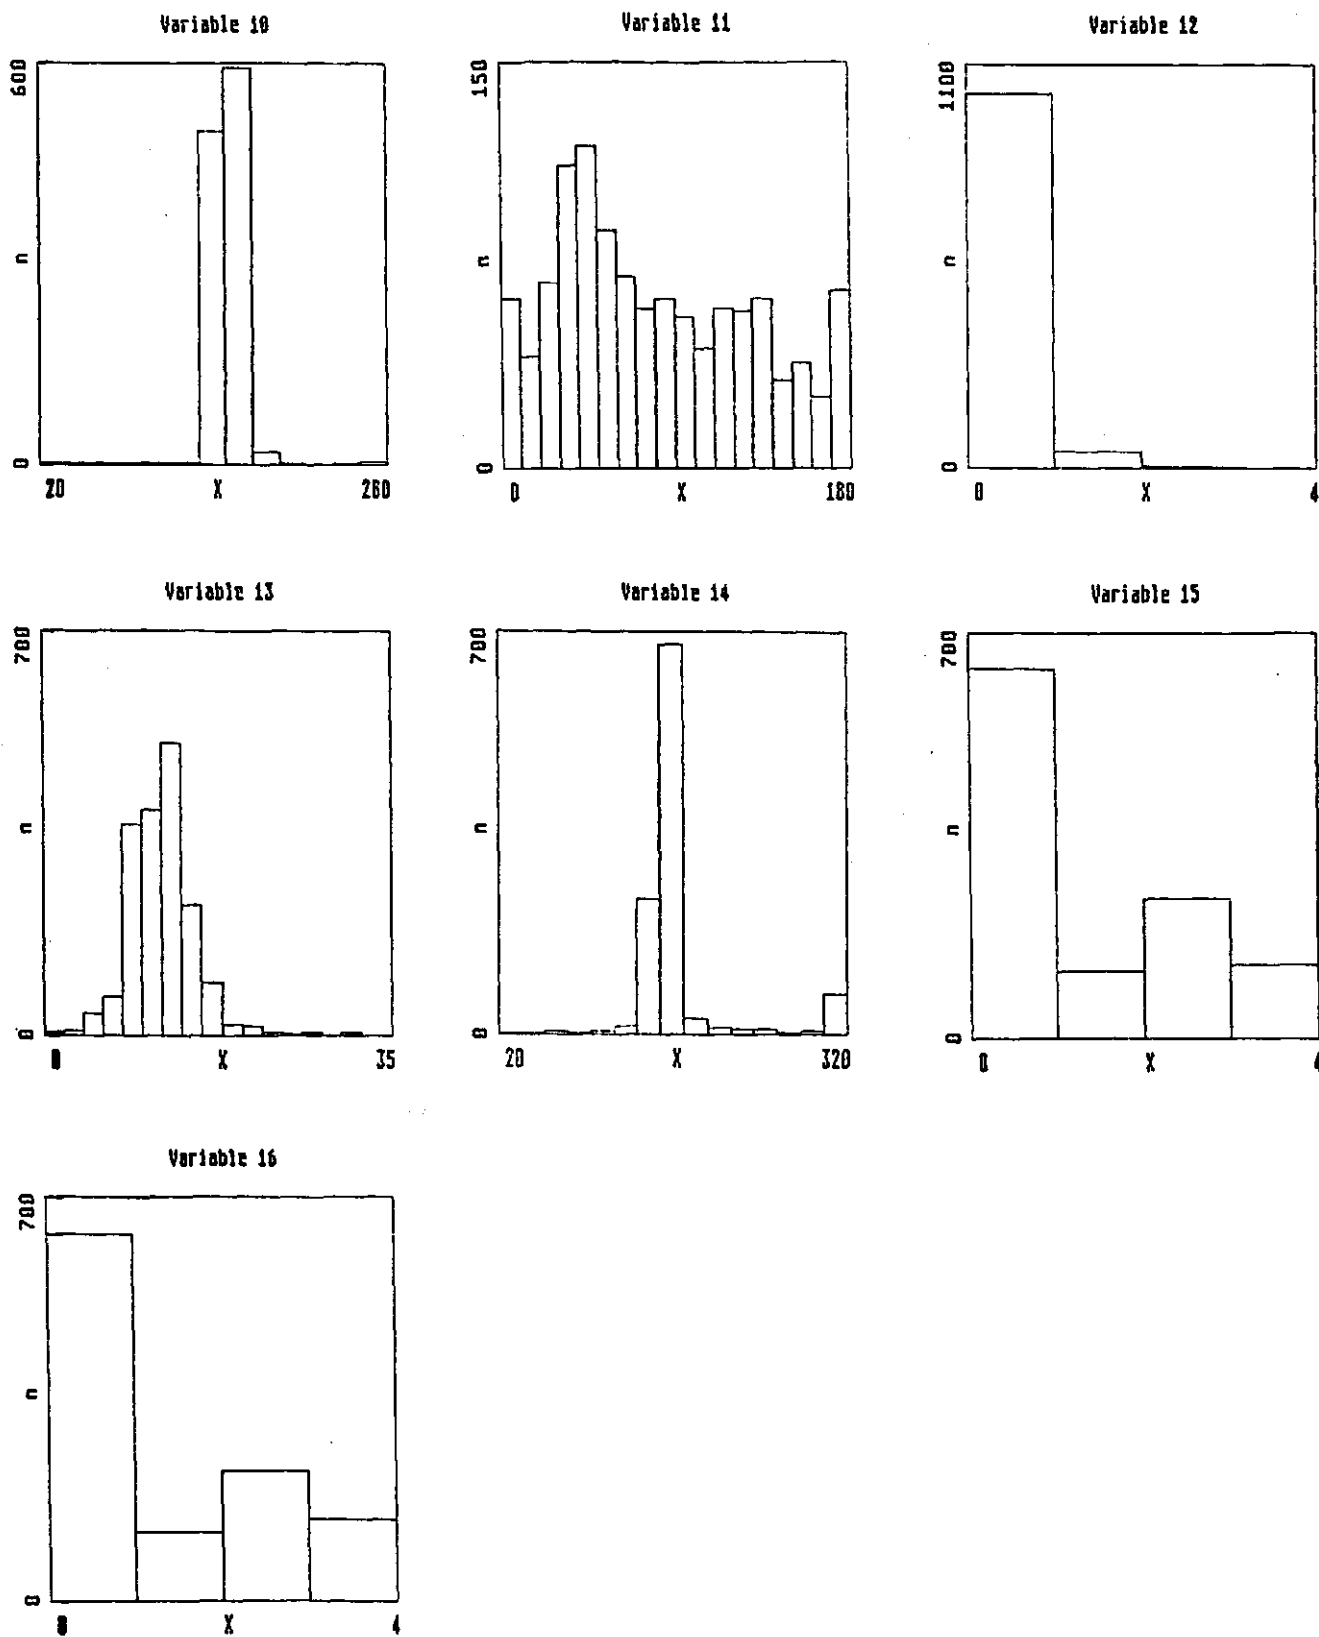 Variable 10
600
n
0
20 X 260
Variable 11
150
n
0
0 X 180
Variable 12
1100
n
0
0 X 4
Variable 13
700
n
0
0 X 35
Variable 14
700
n
0
20 X 320
Variable 15
700
n
0
0 X 4
Variable 16
700
n
0
0 X 4